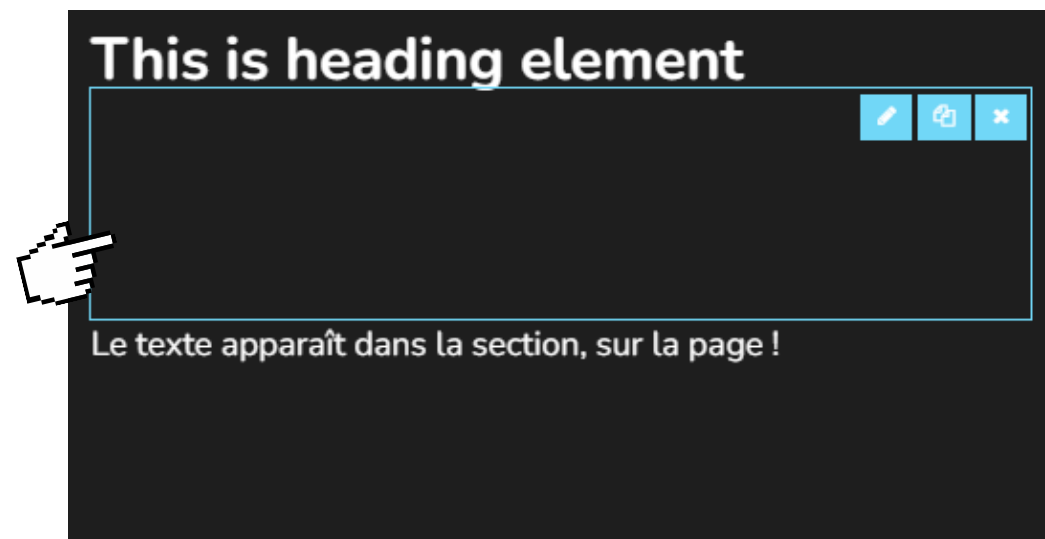 This is heading element
Le texte apparaît dans la section, sur la page !